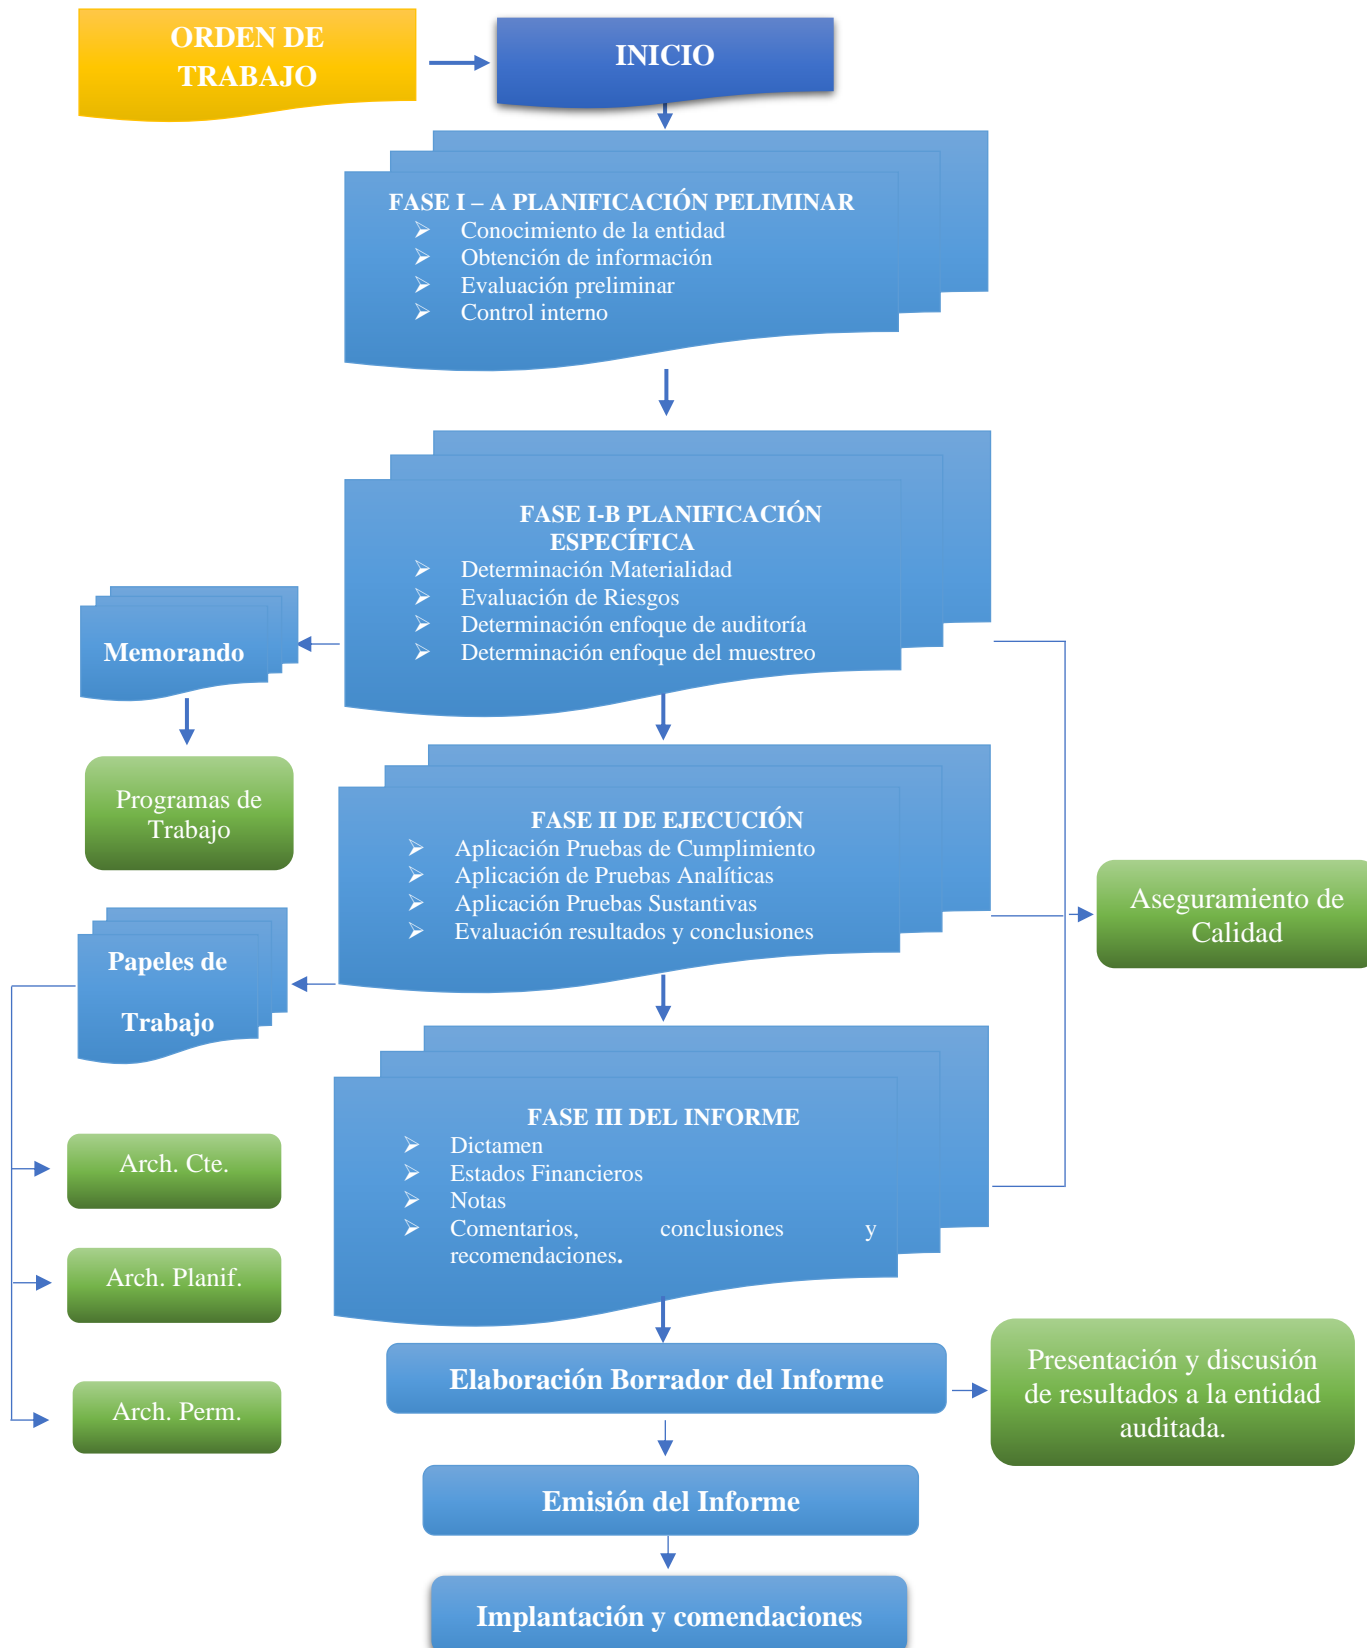 ORDEN DE
TRABAJO
INICIO
FASE I – A PLANIFICACIÓN PELIMINAR
➢ Conocimiento de la entidad
➢ Obtención de información
➢ Evaluación preliminar
➢ Control interno
FASE I-B PLANIFICACIÓN
ESPECÍFICA
➢ Determinación Materialidad
➢ Evaluación de Riesgos
➢ Determinación enfoque de auditoría
➢ Determinación enfoque del muestreo
Memorando
Programas de
Trabajo
FASE II DE EJECUCIÓN
➢ Aplicación Pruebas de Cumplimiento
➢ Aplicación de Pruebas Analíticas
➢ Aplicación Pruebas Sustantivas
➢ Evaluación resultados y conclusiones
Aseguramiento de
Calidad
Papeles de
Trabajo
Arch. Cte.
Arch. Planif.
Arch. Perm.
FASE III DEL INFORME
➢ Dictamen
➢ Estados Financieros
➢ Notas
➢ Comentarios, conclusiones y
recomendaciones.
Elaboración Borrador del Informe
Presentación y discusión
de resultados a la entidad
auditada.
Emisión del Informe
Implantación y comendaciones